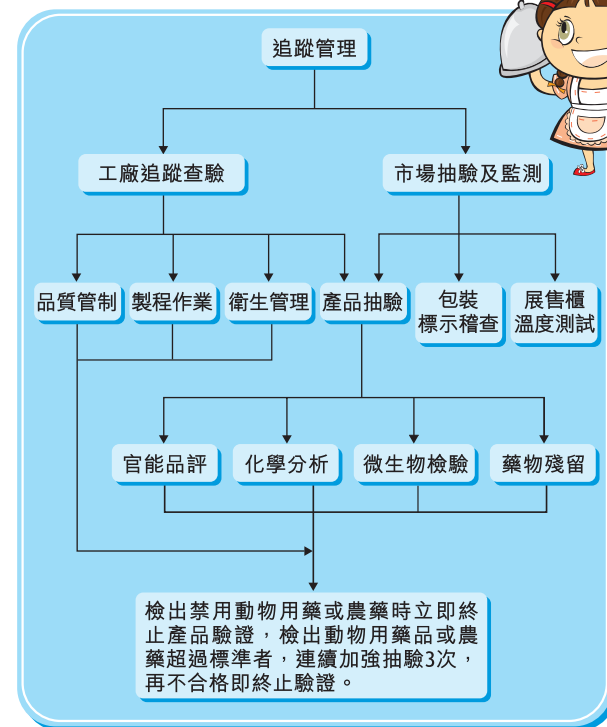 追蹤管理
工廠追蹤查驗
市場抽驗及監測
品質管制
製程作業
衛生管理
產品抽驗
包裝
標示稽查
展售櫃
溫度測試
官能品評
化學分析
微生物檢驗
藥物殘留
檢出禁用動物用藥或農藥時立即終
止產品驗證，檢出動物用藥品或農
藥超過標準者，連續加強抽驗3次，
再不合格即終止驗證。